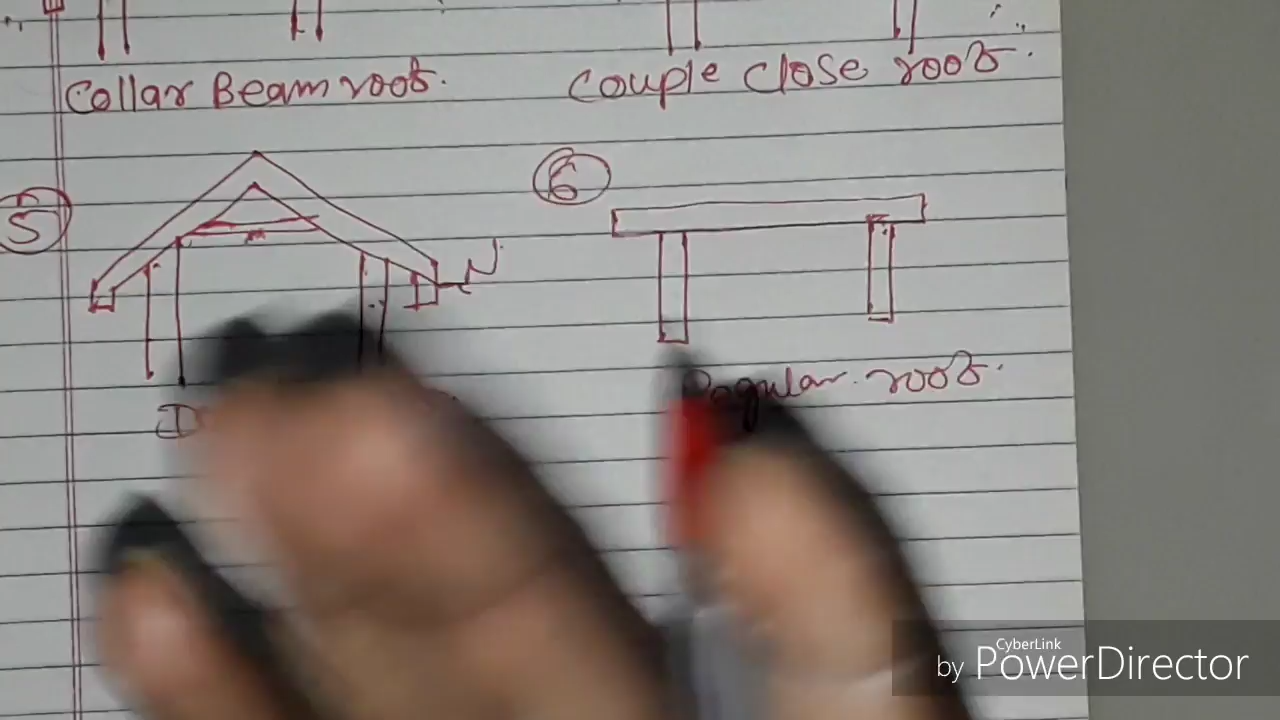 Collar Beam roof.
Couple Close roof.
5
6
Regular. roof.
CyberLink
by PowerDirector